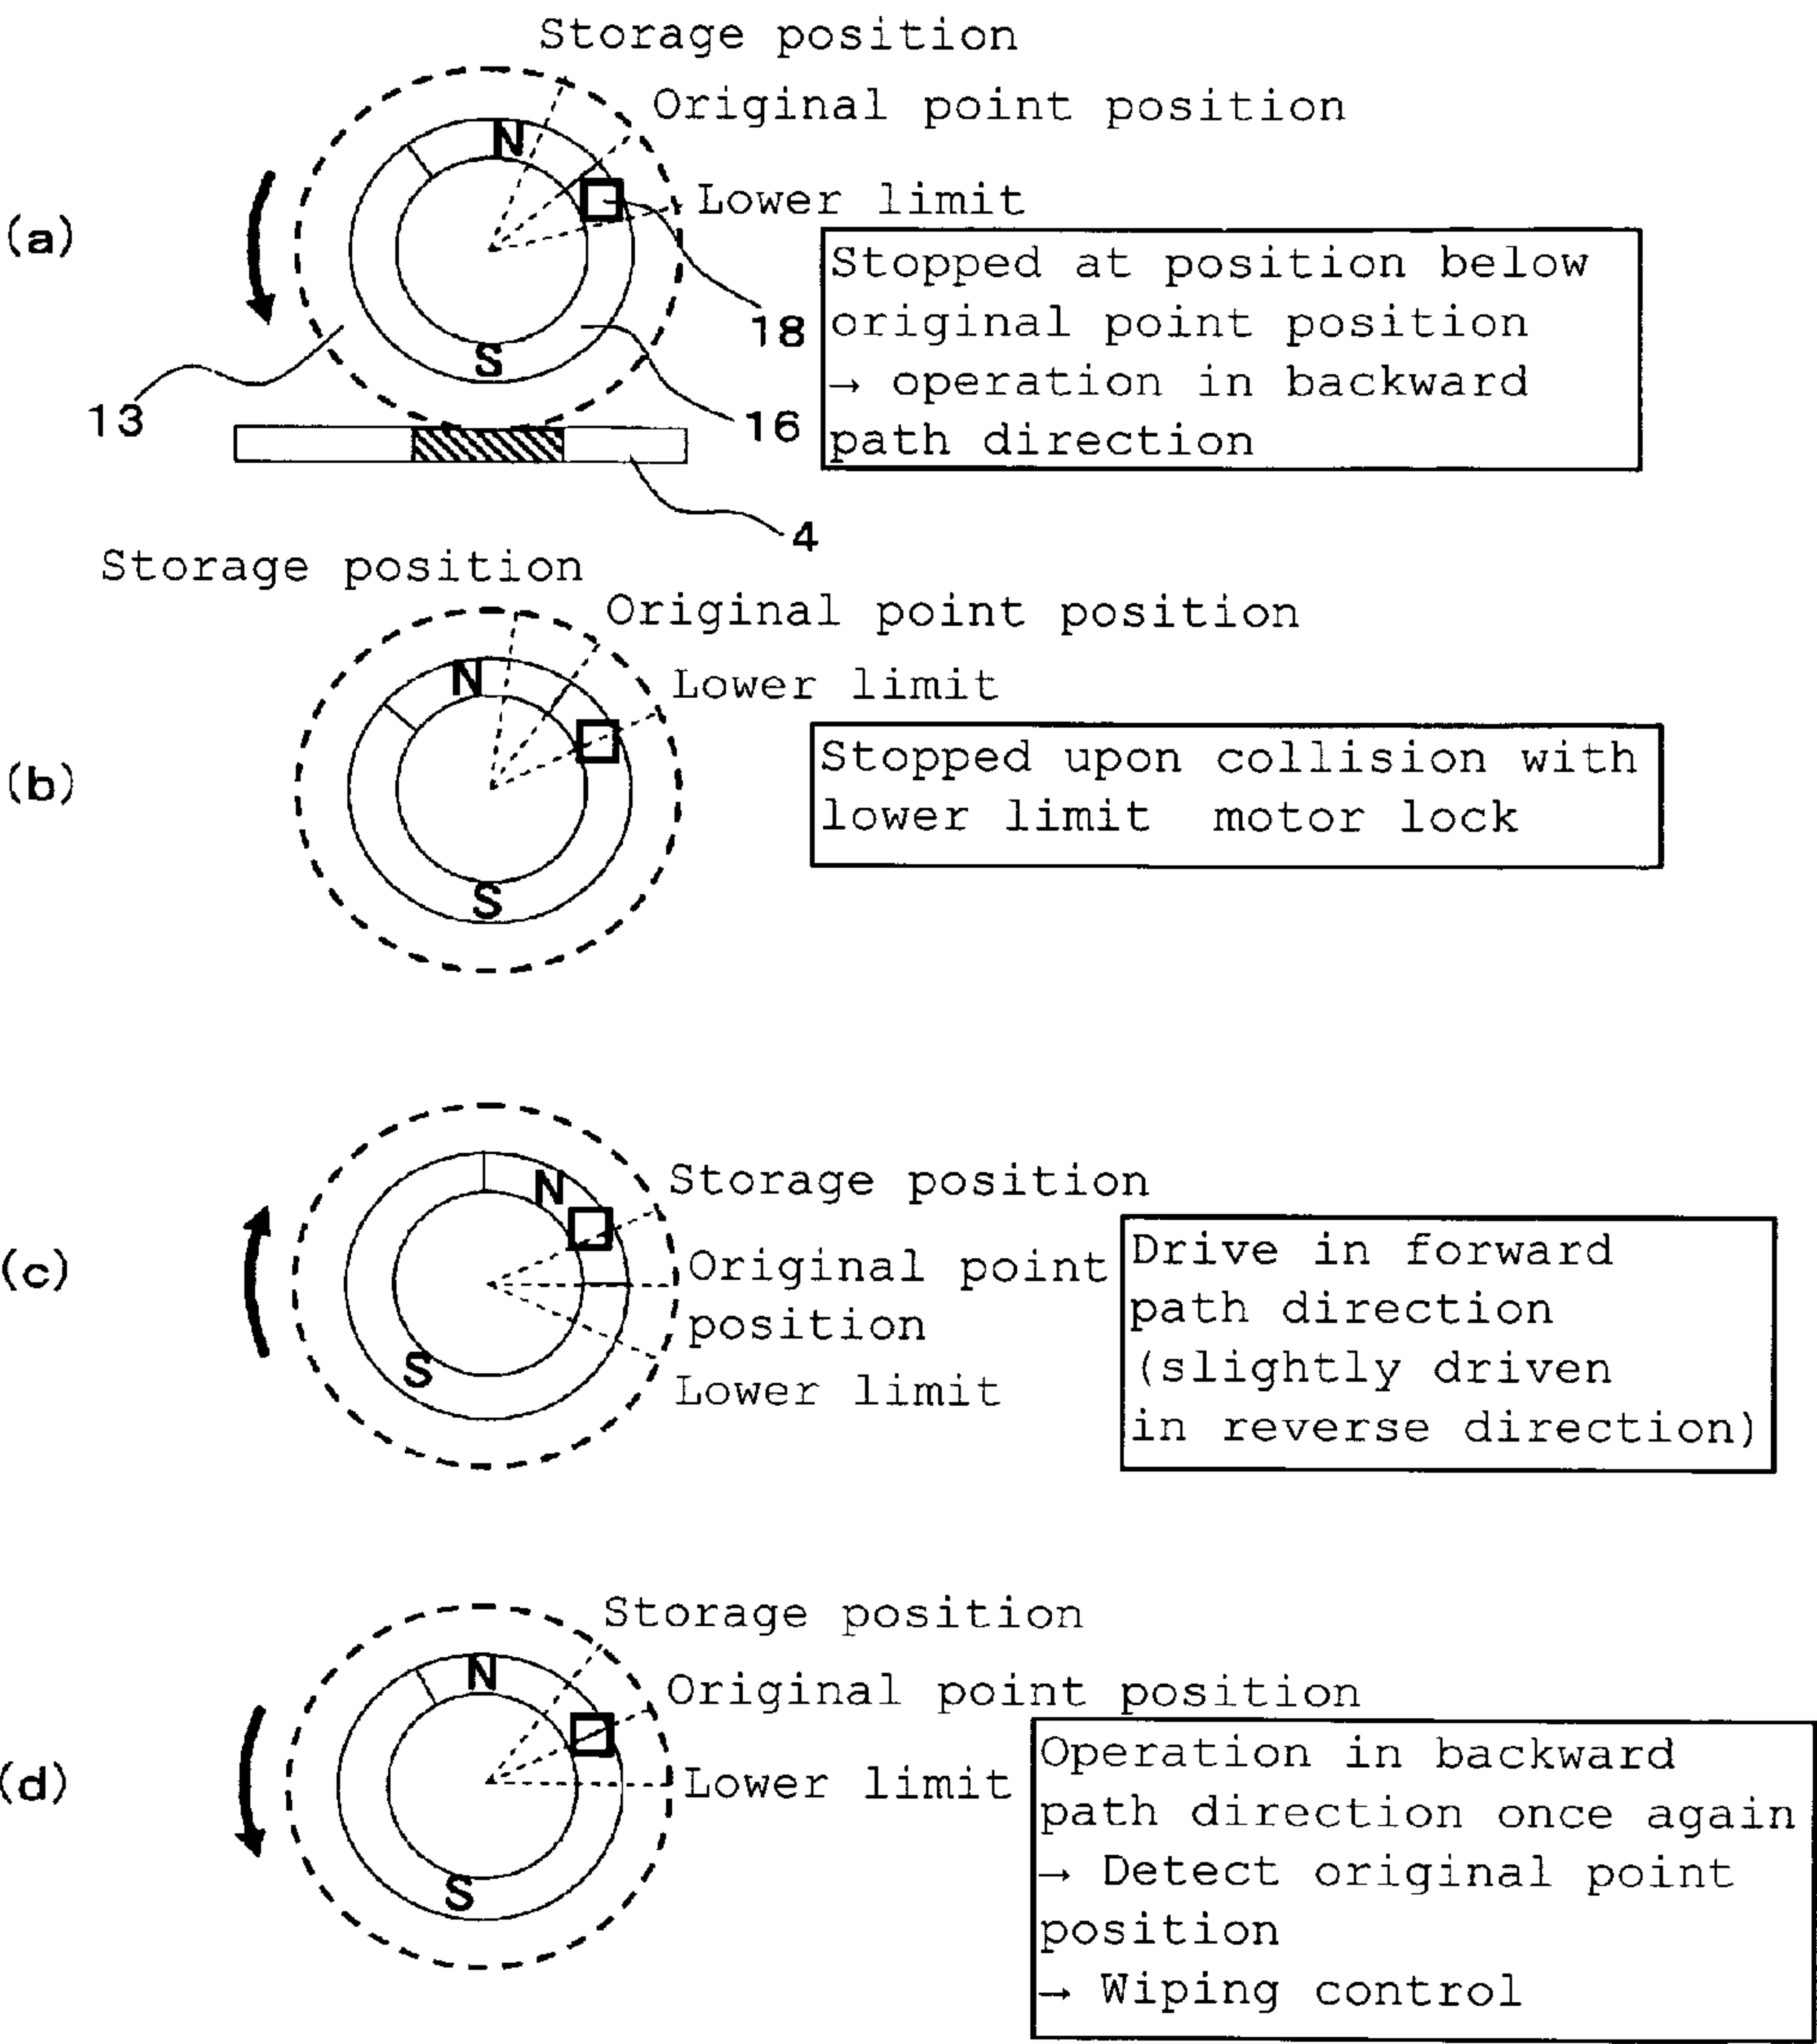 Storage position
Original point position
N
Lower limit
(a)
Stopped at position below
original point position
→ operation in backward
path direction
18
S
13
16
4
Storage position
Original point position
N
Lower limit
(b)
Stopped upon collision with
lower limit motor lock
S
N
Storage position
(c)
Original point
position
Lower limit
S
Drive in forward
path direction
(slightly driven
in reverse direction)
Storage position
N
Original point position
(d)
Lower limit
S
Operation in backward
path direction once again
→ Detect original point
position
→ Wiping control